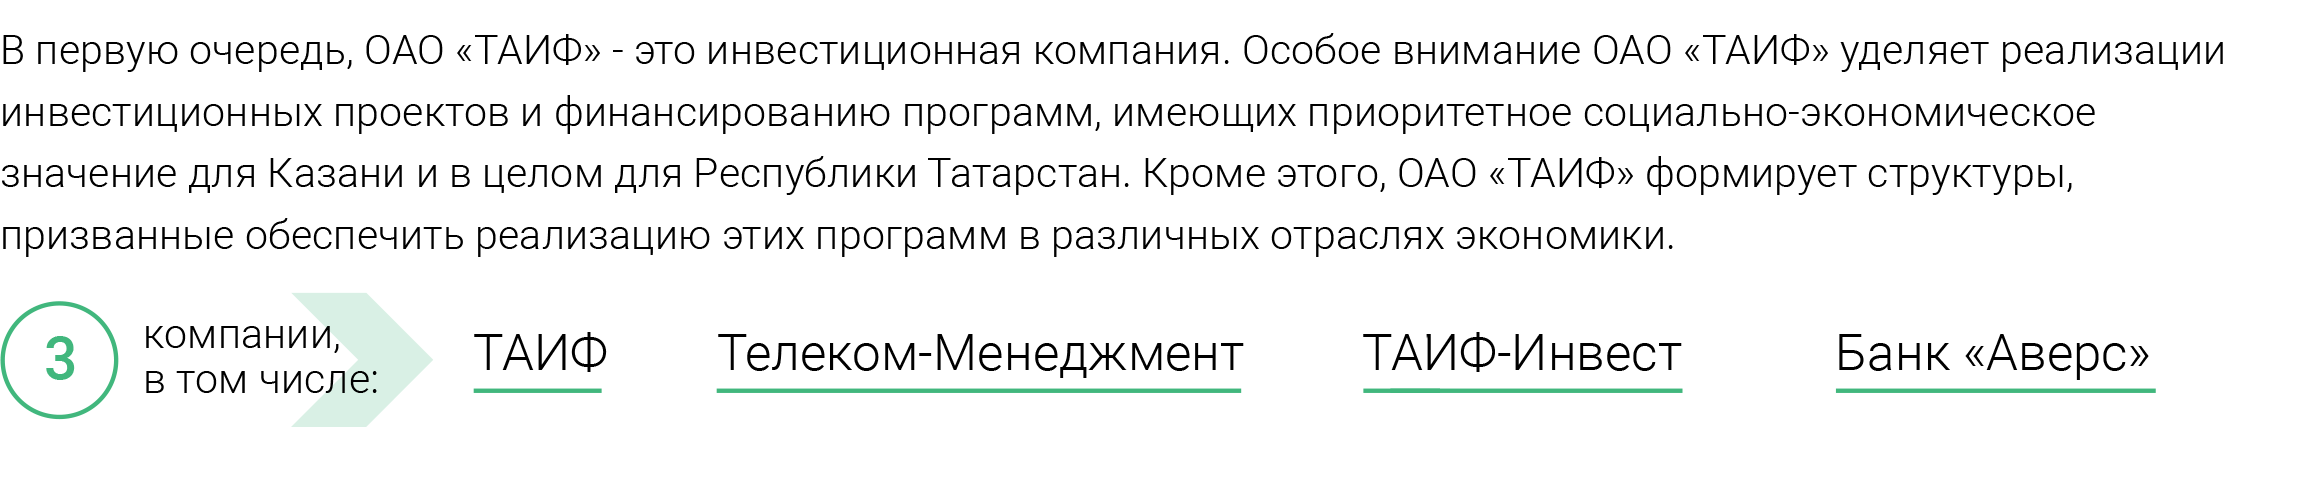 В первую очередь, ОАО «ТАИФ» - это инвестиционная компания. Особое внимание ОАО «ТАИФ» уделяет реализации
инвестиционных проектов и финансированию программ, имеющих приоритетное социально-экономическое
значение для Казани и в целом для Республики Татарстан. Кроме этого, ОАО «ТАИФ» формирует структуры,
призванные обеспечить реализацию этих программ в различных отраслях экономики.
3
компании,
в том числе:
ТАИФ
Телеком-Менеджмент
ТАИФ-Инвест
Банк «Аверс»